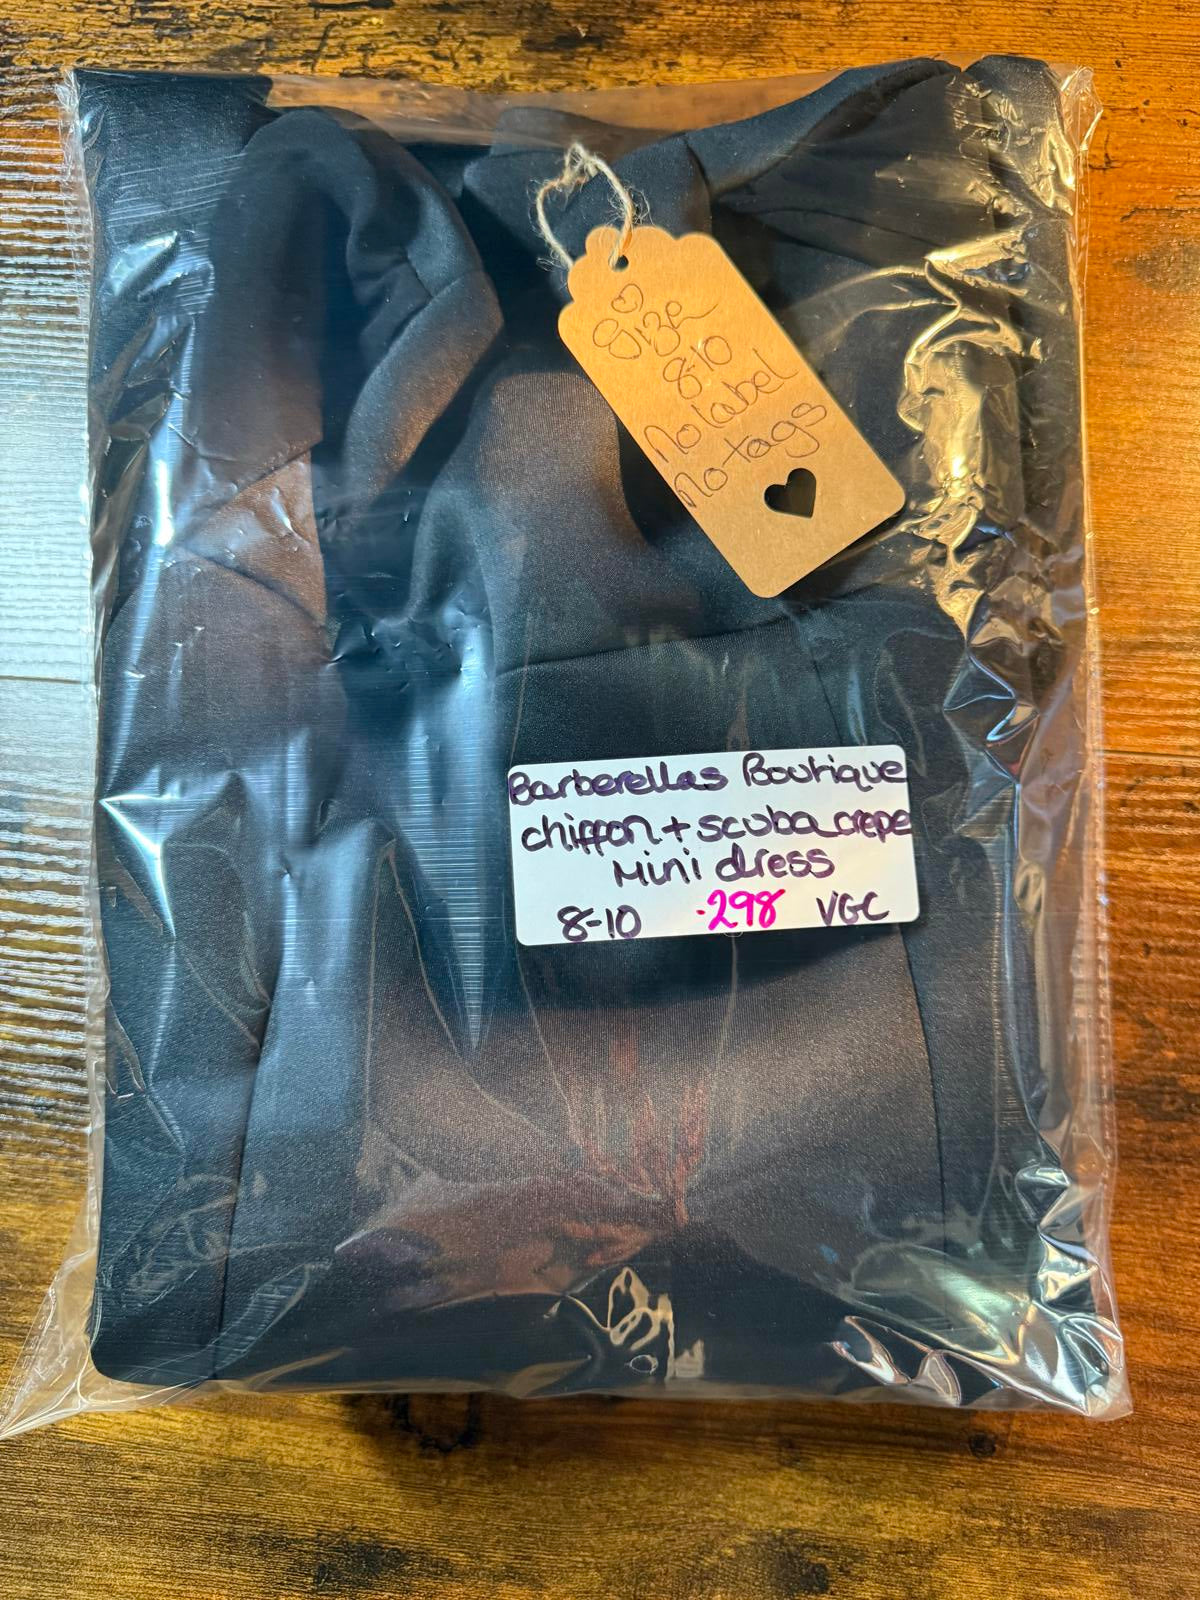 Size
8-10
No label
No tags
Barberellas Boutique
chiffon + scuba crepe
Mini dress
8-10 .298 VGC